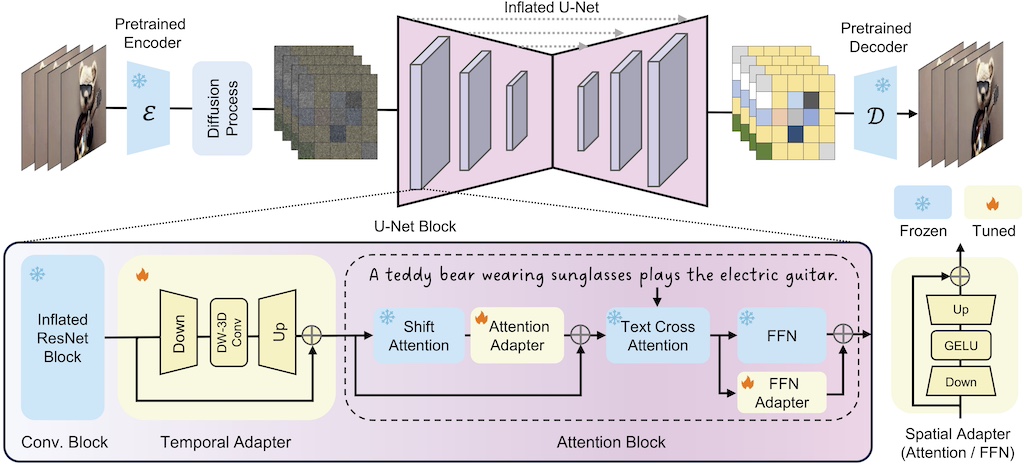 Inflated U-Net
Pretrained
Encoder
Pretrained
Decoder
ℰ
Diffusion
Process
𝒟
U-Net Block
Frozen
Tuned
A teddy bear wearing sunglasses plays the electric guitar.
Inflated
ResNet
Block
Down
DW-3D
Conv
Up
Shift
Attention
Attention
Adapter
Text Cross
Attention
FFN
FFN
Adapter
Up
GELU
Down
Conv. Block
Temporal Adapter
Attention Block
Spatial Adapter
(Attention / FFN)